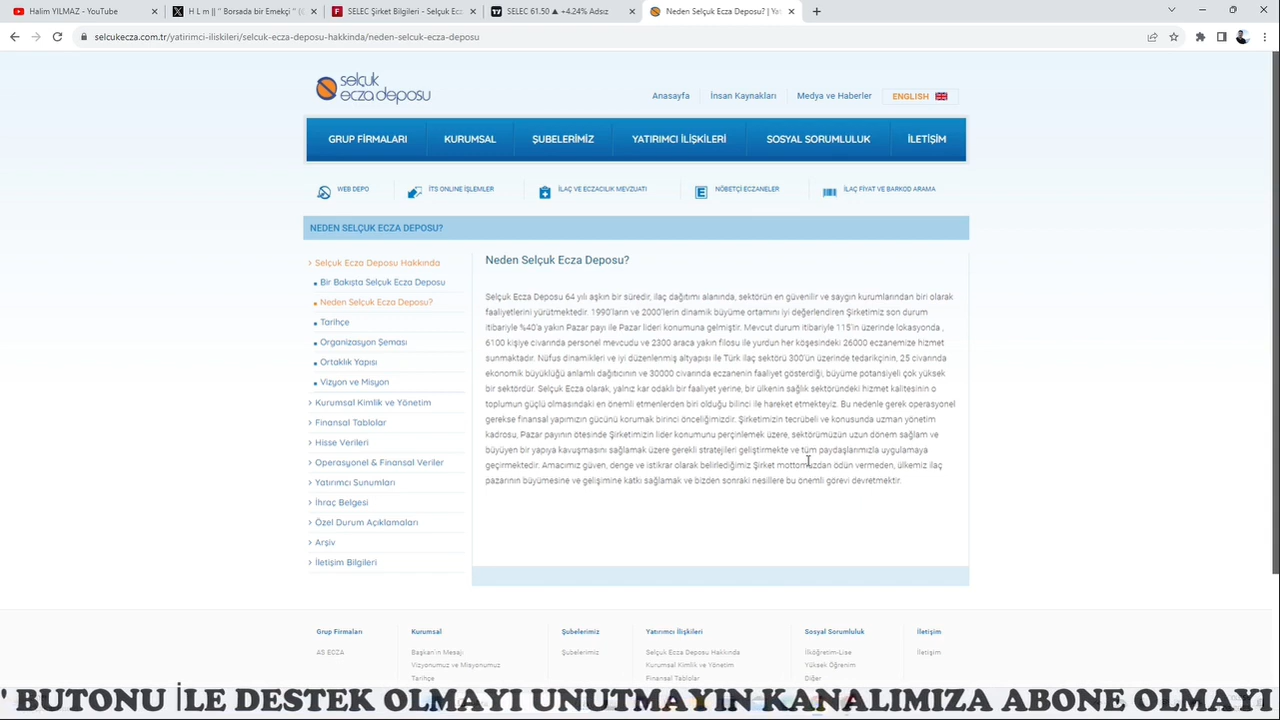 Halim YILMAZ - YouTube
H L m || " Borsada bir Emekçi " (
SELEC Şirket Bilgileri - Selçuk Ecz
SELEC 61.50 ▲ +4.24% Adsız
Neden Selçuk Ecza Deposu? | Yat
selcukecza.com.tr/yatirimci-iliskileri/selcuk-ecza-deposu-hakkinda/neden-selcuk-ecza-deposu
selçuk
ecza deposu
Anasayfa
İnsan Kaynakları
Medya ve Haberler
ENGLISH
GRUP FİRMALARI
KURUMSAL
ŞUBELERİMİZ
YATIRIMCI İLİŞKİLERİ
SOSYAL SORUMLULUK
İLETİŞİM
WEB DEPO
İTS ONLINE İŞLEMLER
İLAÇ VE ECZACILIK MEVZUATI
NÖBETÇİ ECZANELER
İLAÇ FİYAT VE BARKOD ARAMA
NEDEN SELÇUK ECZA DEPOSU?
Selçuk Ecza Deposu Hakkında
Bir Bakışta Selçuk Ecza Deposu
Neden Selçuk Ecza Deposu?
Tarihçe
Organizasyon Şeması
Ortaklık Yapısı
Vizyon ve Misyon
Kurumsal Kimlik ve Yönetim
Finansal Tablolar
Hisse Verileri
Operasyonel & Finansal Veriler
Yatırımcı Sunumları
İhraç Belgesi
Özel Durum Açıklamaları
Arşiv
İletişim Bilgileri
Neden Selçuk Ecza Deposu?
Selçuk Ecza Deposu 64 yılı aşkın bir süredir, ilaç dağıtımı alanında, sektörün en güvenilir ve saygın kurumlarından biri olarak
faaliyetlerini yürütmektedir. 1990'ların ve 2000'lerin dinamik büyüme ortamını iyi değerlendiren Şirketimiz son durum
itibariyle %40'a yakın Pazar payı ile Pazar lideri konumuna gelmiştir. Mevcut durum itibariyle 115'in üzerinde lokasyonda ,
6100 kişiye civarında personel mevcudu ve 2300 araca yakın filosu ile yurdun her köşesindeki 26000 eczanemize hizmet
sunmaktadır. Nüfus dinamikleri ve iyi düzenlenmiş altyapısı ile Türk ilaç sektörü 300'ün üzerinde tedarikçinin, 25 civarında
ekonomik büyüklüğü anlamlı dağıtıcının ve 30000 civarında eczanenin faaliyet gösterdiği, büyüme potansiyeli çok yüksek
bir sektördür. Selçuk Ecza olarak, yalnız kar odaklı bir faaliyet yerine, bir ülkenin sağlık sektöründeki hizmet kalitesinin o
toplumun güçlü olmasındaki en önemli etmenlerden biri olduğu bilinci ile hareket etmekteyiz. Bu nedenle gerek operasyonel
gerekse finansal yapımızın gücünü korumak birinci önceliğimizdir. Şirketimizin tecrübeli ve konusunda uzman yönetim
kadrosu, Pazar payının ötesinde Şirketimizin lider konumunu perçinlemek üzere, sektörümüzün uzun dönem sağlam ve
büyüyen bir yapıya kavuşmasını sağlamak üzere gerekli stratejileri geliştirmekte ve tüm paydaşlarımızla uygulamaya
geçirmektedir. Amacımız güven, denge ve istikrar olarak belirlediğimiz Şirket mottomuzdan ödün vermeden, ülkemiz ilaç
pazarının büyümesine ve gelişimine katkı sağlamak ve bizden sonraki nesillere bu önemli görevi devretmektir.
Grup Firmaları
AS ECZA
Kurumsal
Başkan'ın Mesajı
Vizyonumuz ve Misyonumuz
Tarihçe
Şubelerimiz
Şubelerimiz
Yatırımcı İlişkileri
Selçuk Ecza Deposu Hakkında
Kurumsal Kimlik ve Yönetim
Finansal Tablolar
Sosyal Sorumluluk
İlköğretim-Lise
Yüksek Öğrenim
Diğer
İletişim
İletişim
' BUTONU İLE DESTEK OLMAYI UNUTMAYIN KANALIMIZA ABONE OLMAYI